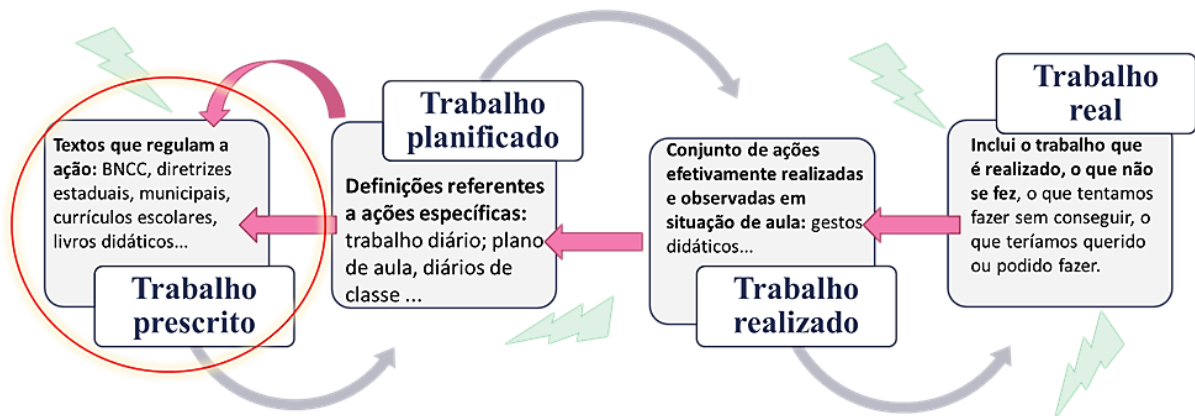 Textos que regulam a
ação: BNCC, diretrizes
estaduais, municipais,
currículos escolares,
livros didáticos...
Trabalho
prescrito
Trabalho
planificado
Definições referentes
a ações específicas:
trabalho diário; plano
de aula, diários de
classe ...
Conjunto de ações
efetivamente realizadas
e observadas em
situação de aula: gestos
didáticos...
Trabalho
realizado
Trabalho
real
Inclui o trabalho que
é realizado, o que não
se fez, o que tentamos
fazer sem conseguir, o
que teríamos querido
ou podido fazer.